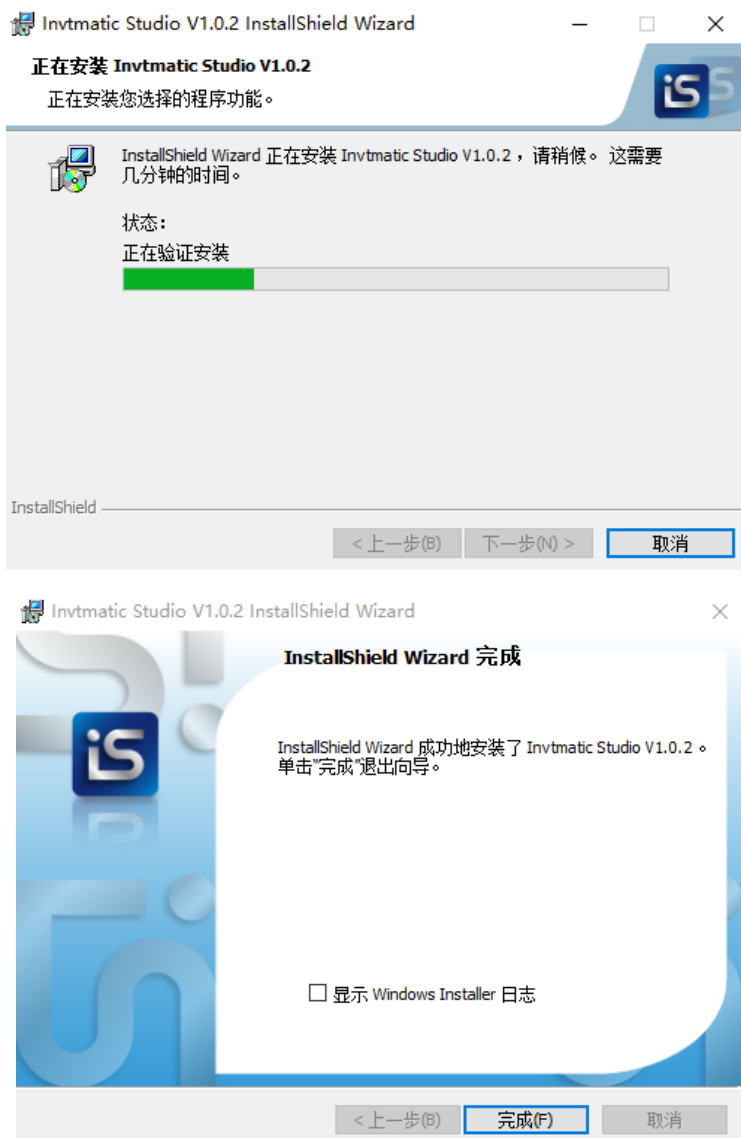 Invtmatic Studio V1.0.2 InstallShield Wizard
正在安装 Invtmatic Studio V1.0.2
正在安装您选择的程序功能。
iS
S
InstallShield Wizard 正在安装 Invtmatic Studio V1.0.2，请稍候。 这需要
几分钟的时间。
状态：
正在验证安装
InstallShield
<上一步(B)
下一步(N) >
取消
Invtmatic Studio V1.0.2 InstallShield Wizard
InstallShield Wizard 完成
iS
InstallShield Wizard 成功地安装了 Invtmatic Studio V1.0.2。
单击"完成"退出向导。
显示 Windows Installer 日志
<上一步(B)
完成(F)
取消